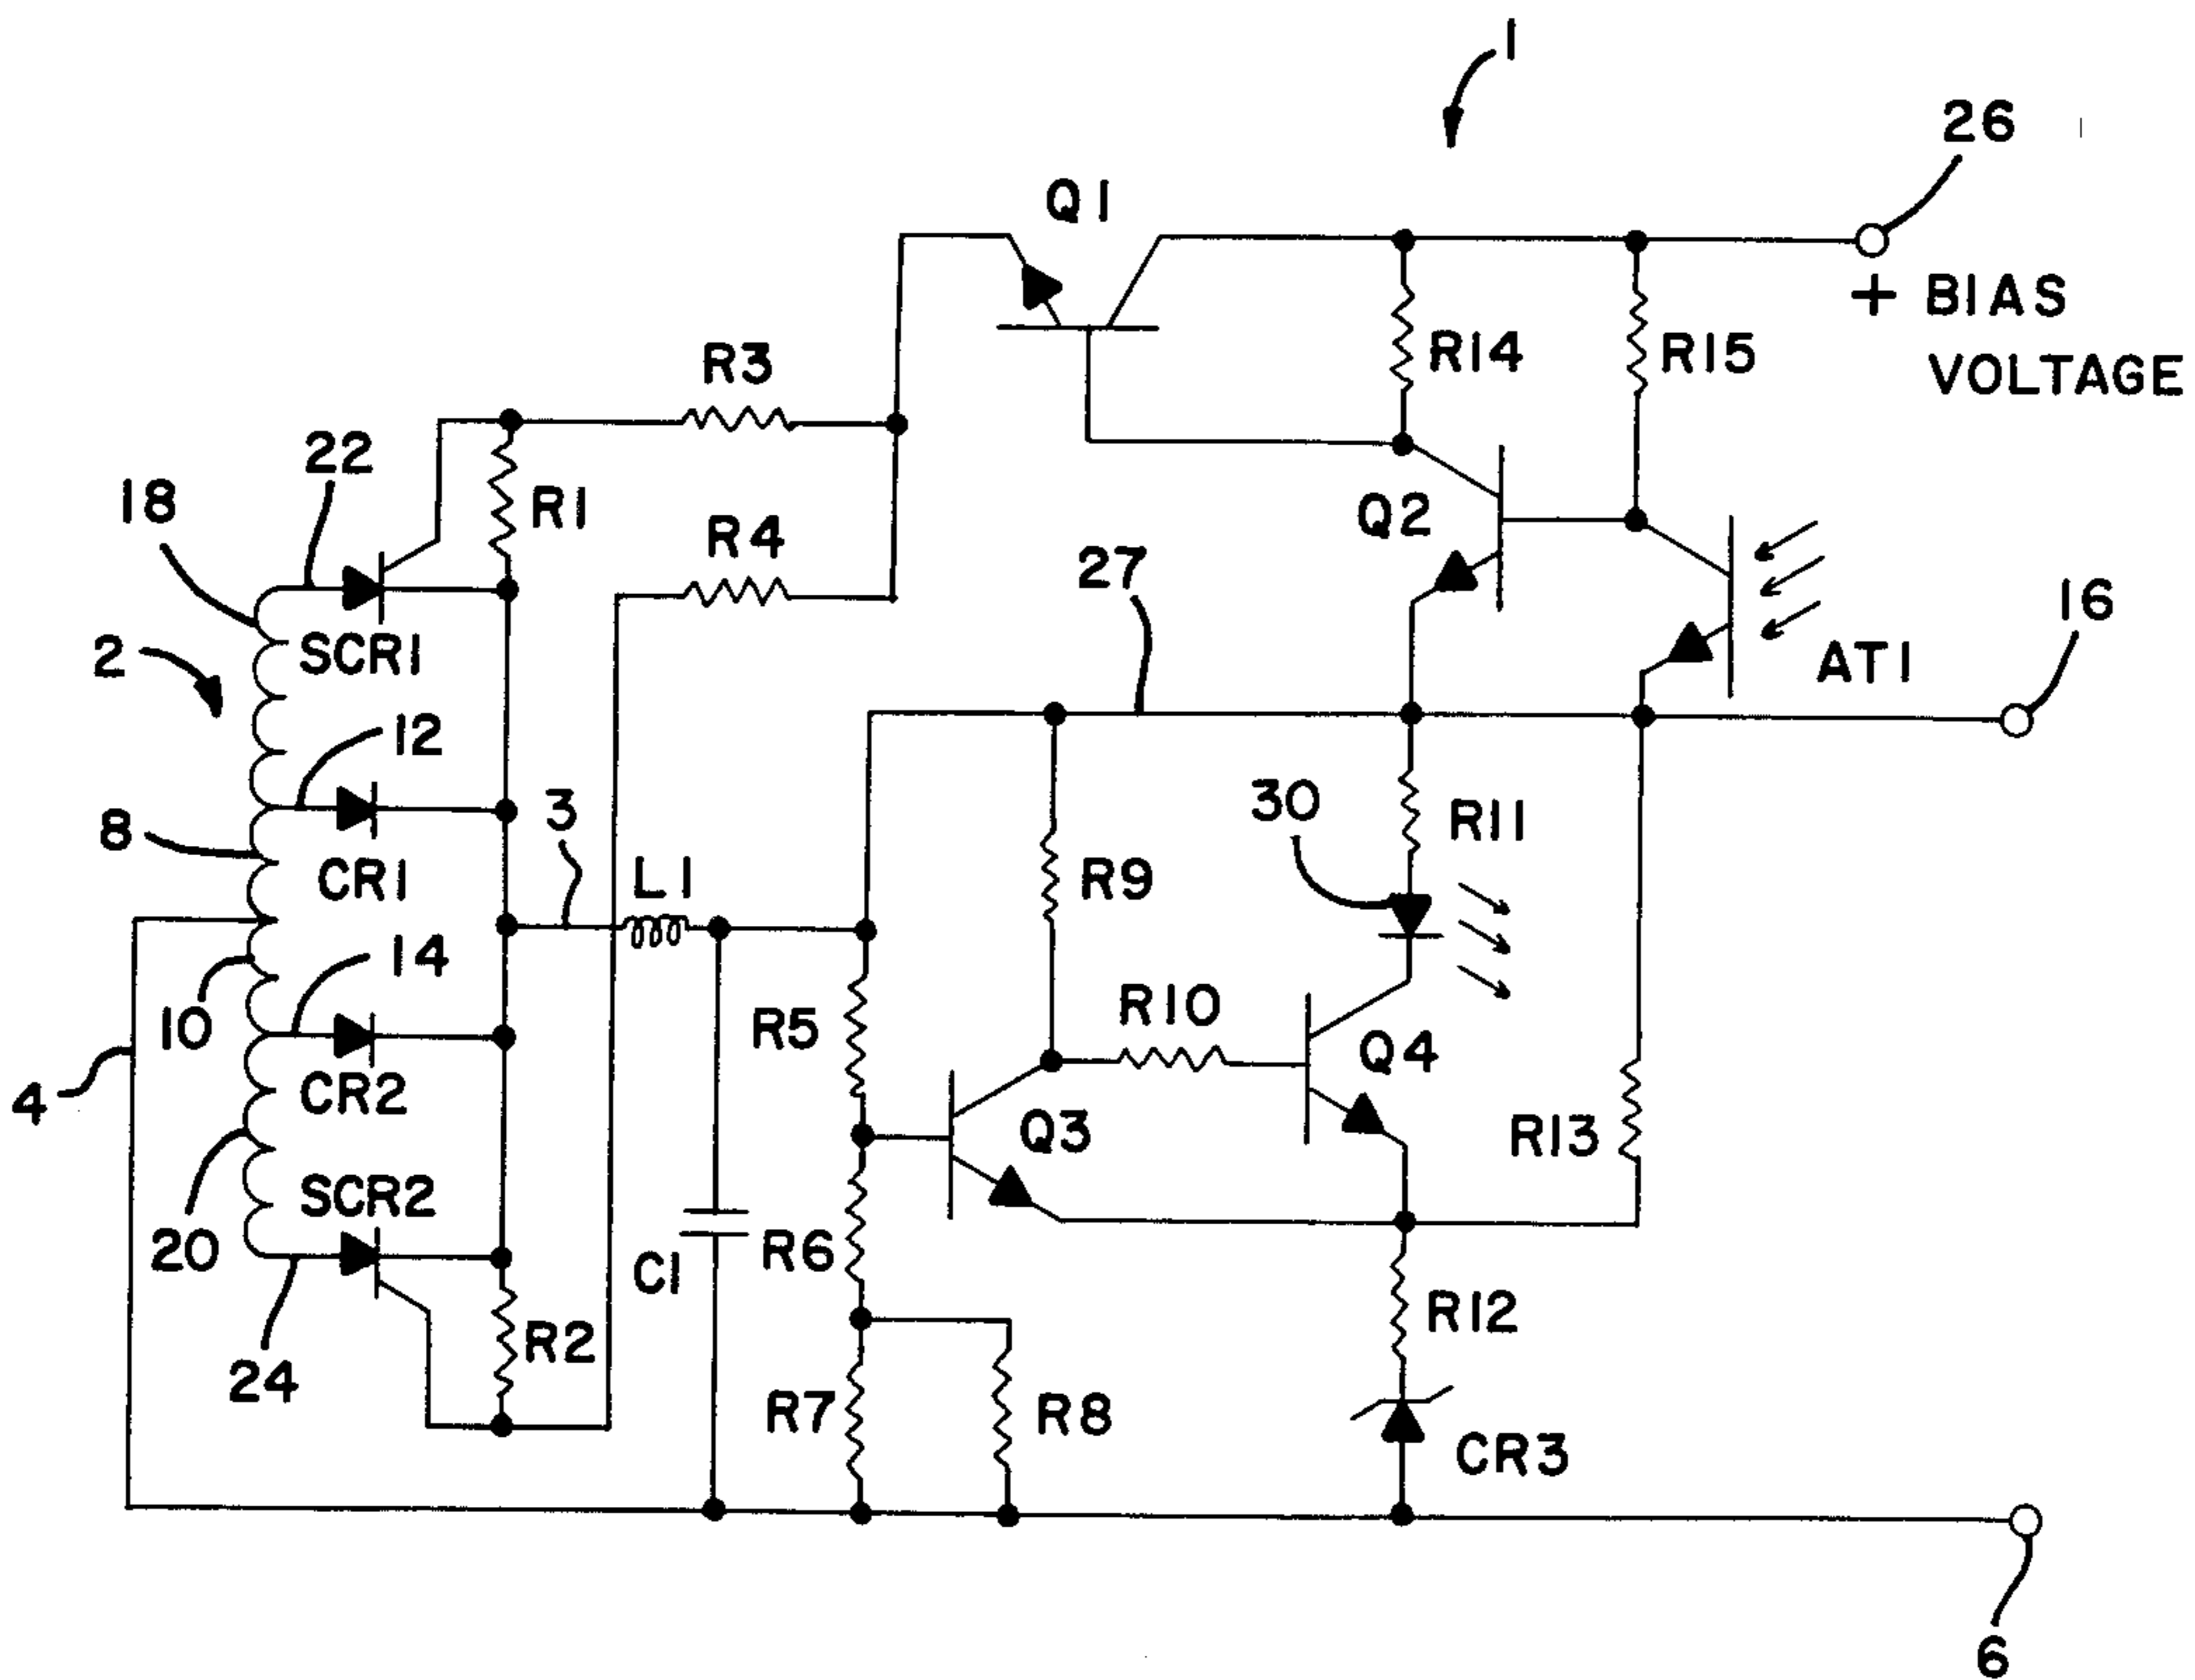 1
26
Q1
+ BIAS
VOLTAGE
R3
R14
R15
22
18
R1
R4
Q2
27
16
2
SCR1
AT1
12
8
3
30
R11
CR1
L1
R9
14
10
R5
R10
Q4
4
CR2
Q3
R13
SCR2
20
C1
R6
R12
24
R2
R7
R8
CR3
6